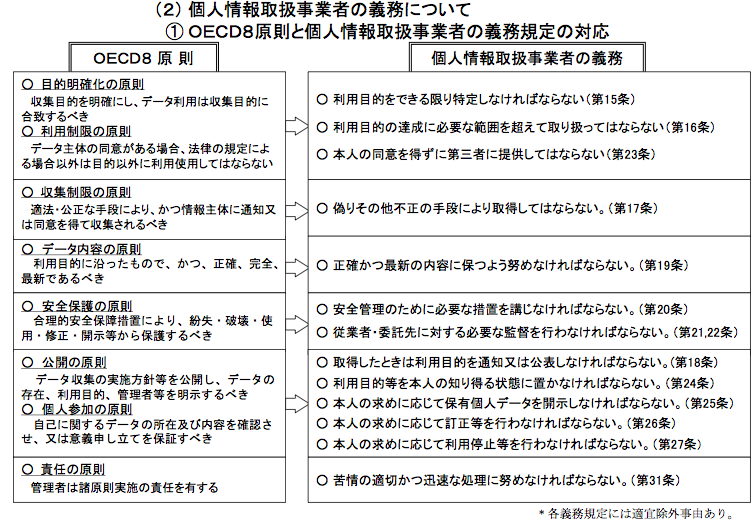 （２）個人情報取扱事業者の義務について
① ＯＥＣＤ８原則と個人情報取扱事業者の義務規定の対応
ＯＥＣＤ８ 原 則
○ 目的明確化の原則
収集目的を明確にし、データ利用は収集目的に
合致するべき
○ 利用制限の原則
データ主体の同意がある場合、法律の規定によ
る場合以外は目的以外に利用使用してはならない
○ 収集制限の原則
適法・公正な手段により、かつ情報主体に通知又
は同意を得て収集されるべき
○ データ内容の原則
利用目的に沿ったもので、かつ、正確、完全、
最新であるべき
○ 安全保護の原則
合理的安全保障措置により、紛失・破壊・使
用・修正・開示等から保護するべき
○ 公開の原則
データ収集の実施方針等を公開し、データの
存在、利用目的、管理者等を明示するべき
○ 個人参加の原則
自己に関するデータの所在及び内容を確認さ
せ、又は意義申し立てを保証すべき
○ 責任の原則
管理者は諸原則実施の責任を有する
個人情報取扱事業者の義務
○ 利用目的をできる限り特定しなければならない（第15条）
○ 利用目的の達成に必要な範囲を超えて取り扱ってはならない（第16条）
○ 本人の同意を得ずに第三者に提供してはならない（第23条）
○ 偽りその他不正の手段により取得してはならない。（第17条）
○ 正確かつ最新の内容に保つよう努めなければならない。（第19条）
○ 安全管理のために必要な措置を講じなければならない。（第20条）
○ 従業者・委託先に対する必要な監督を行わなければならない。（第21,22条）
○ 取得したときは利用目的を通知又は公表しなければならない。（第18条）
○ 利用目的等を本人の知り得る状態に置かなければならない。（第24条）
○ 本人の求めに応じて保有個人データを開示しなければならない。（第25条）
○ 本人の求めに応じて訂正等を行わなければならない。（第26条）
○ 本人の求めに応じて利用停止等を行わなければならない。（第27条）
○ 苦情の適切かつ迅速な処理に努めなければならない。（第31条）
＊各義務規定には適宜除外事由あり。